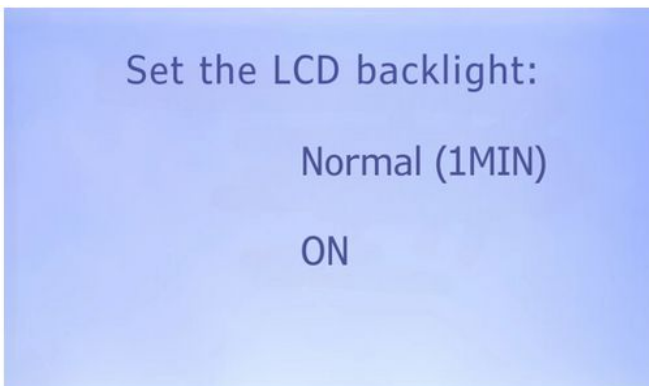 Set the LCD backlight:
Normal (1MIN)
ON